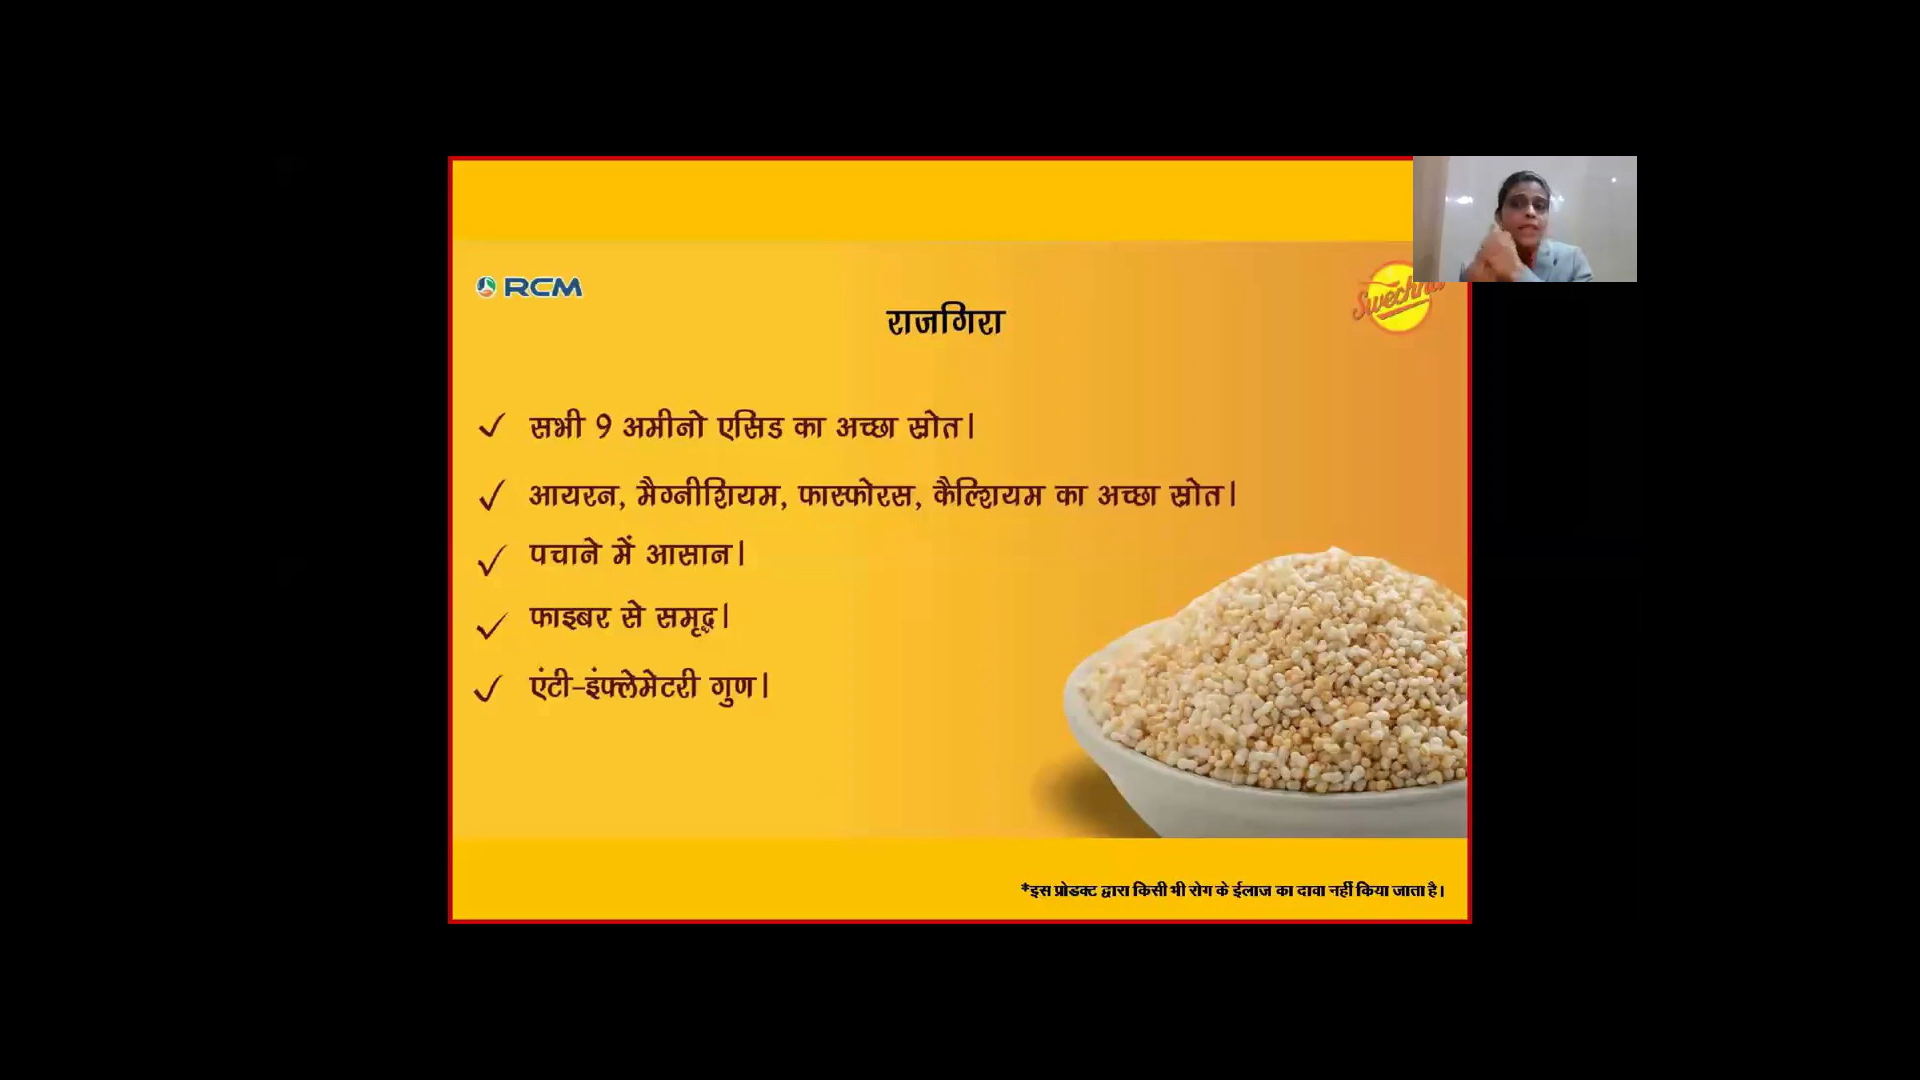 RCM
Swechha
राजगिरा
सभी 9 अमीनो एसिड का अच्छा स्रोत|
आयरन, मैग्नीशियम, फास्फोरस, कैल्शियम का अच्छा स्रोत|
पचाने में आसान|
फाइबर से समृद्ध|
एंटी-इंफ्लेमेटरी गुण|
*इस प्रोडक्ट द्वारा किसी भी रोग के ईलाज का दावा नहीं किया जाता है।